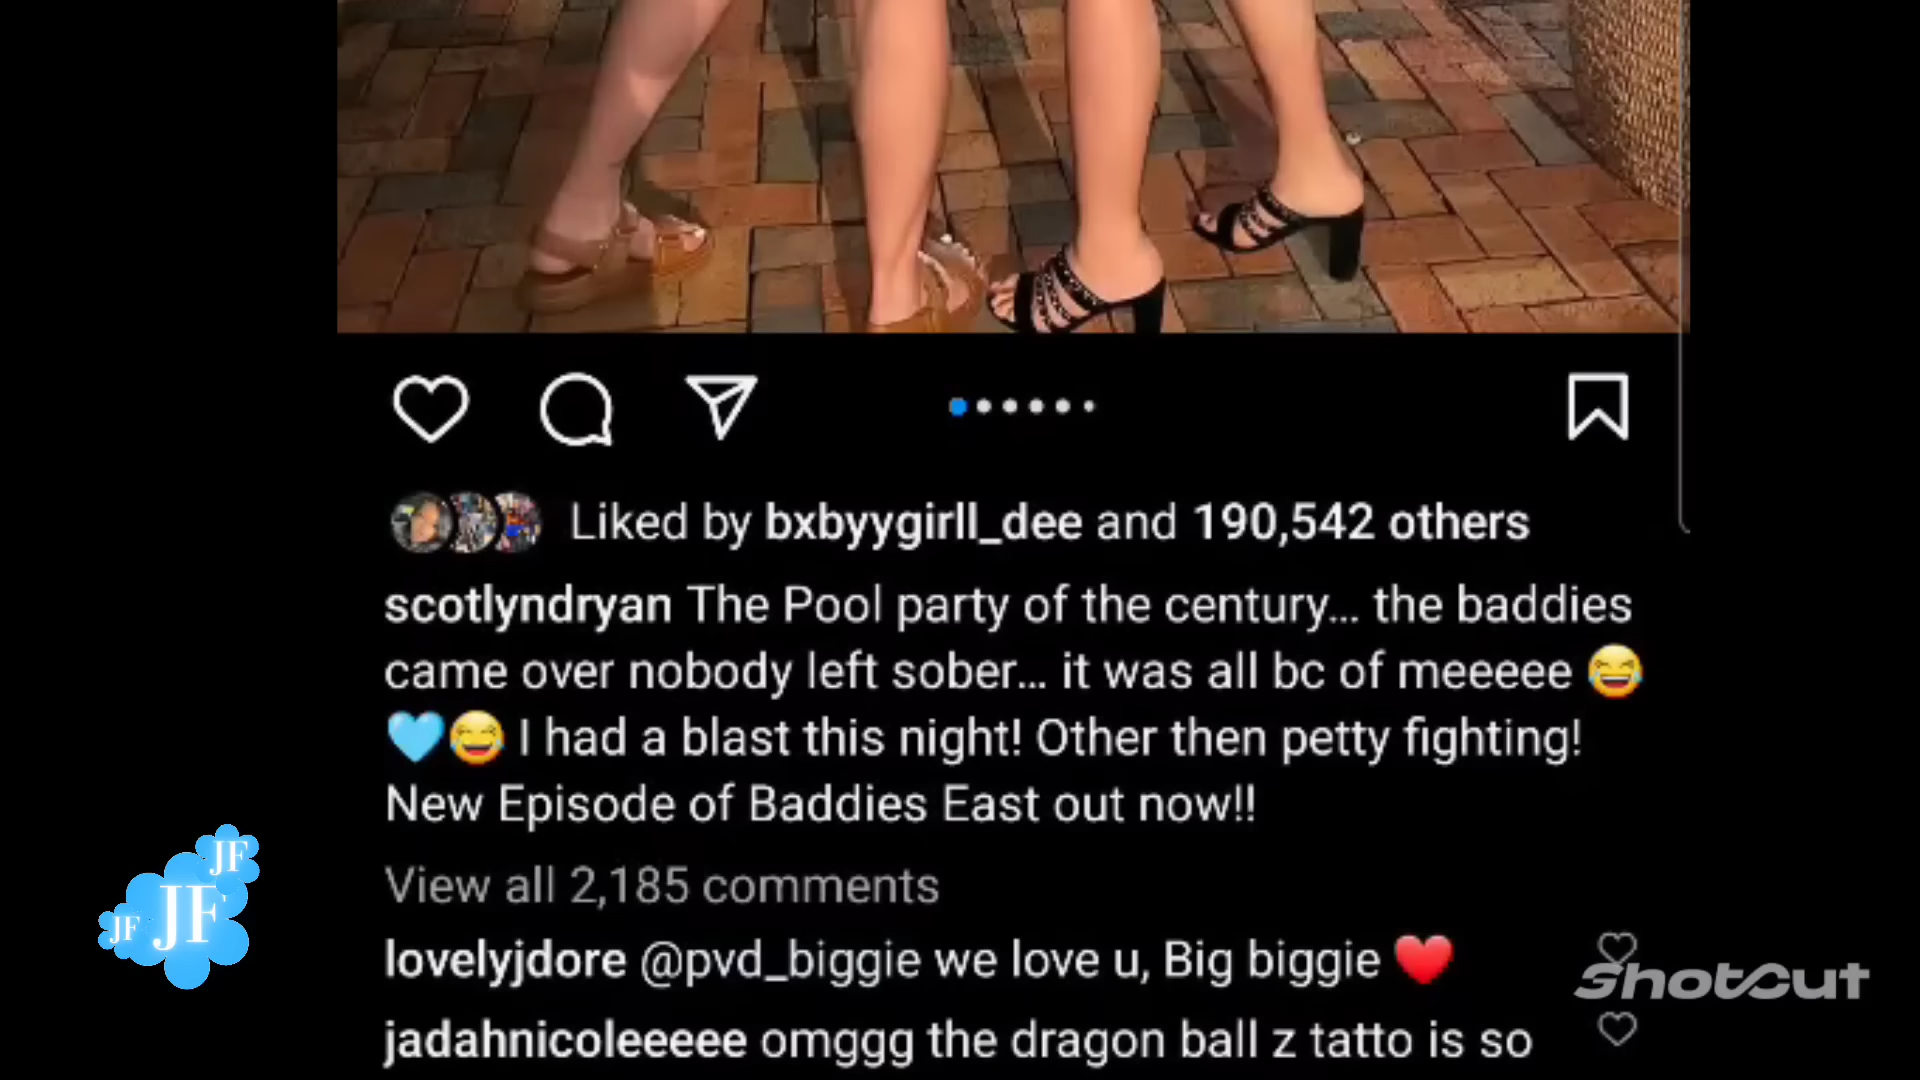 Liked by bxbyygirll_dee and 190,542 others
scotlyndryan The Pool party of the century... the baddies
came over nobody left sober... it was all bc of meeeee 😂
🩵😂 I had a blast this night! Other then petty fighting!
New Episode of Baddies East out now!!
View all 2,185 comments
lovelyjdore @pvd_biggie we love u, Big biggie ❤️
jadahnicoleeeee omggg the dragon ball z tatto is so
JF
JF
JF
Shotcut